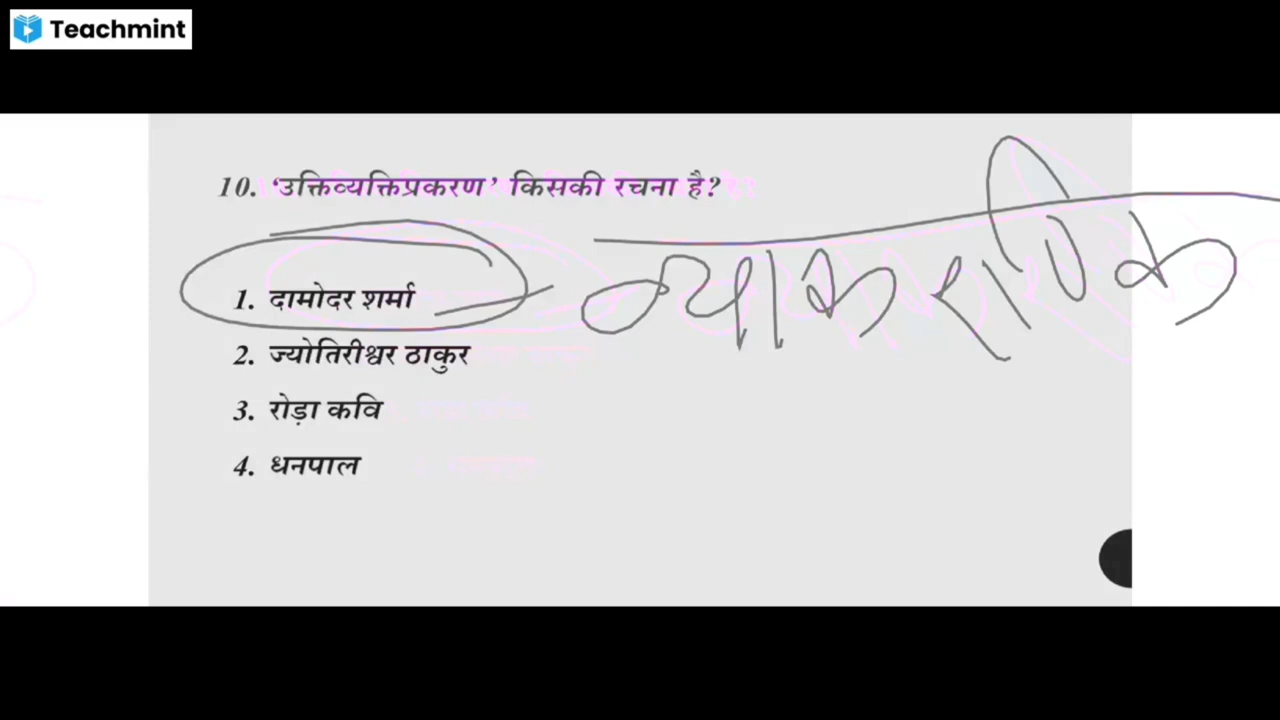 Teachmint
10. ‘उक्तिव्यक्तिप्रकरण’ किसकी रचना है?
1. दामोदर शर्मा
व्याकरणिक
2. ज्योतिरीश्वर ठाकुर
3. रोड़ा कवि
4. धनपाल